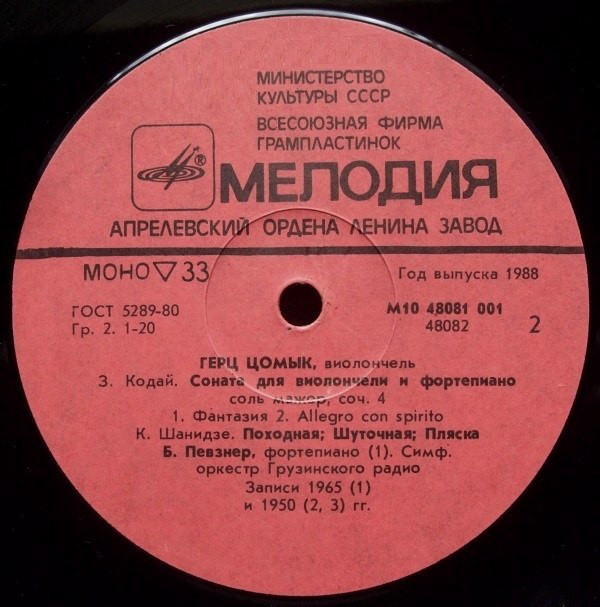 МИНИСТЕРСТВО
КУЛЬТУРЫ СССР
ВСЕСОЮЗНАЯ ФИРМА
ГРАМПЛАСТИНОК
® МЕЛОДИЯ
АПРЕЛЕВСКИЙ ОРДЕНА ЛЕНИНА ЗАВОД
МОНО ▽ 33
Год выпуска 1988
ГОСТ 5289-80
М10 48081 001
Гр. 2. 1-20
48082 2
ГЕРЦ ЦОМЫК, виолончель
З. Кодай. Соната для виолончели и фортепиано
соль мажор, соч. 4
1. Фантазия 2. Allegro con spirito
К. Шанидзе. Походная; Шуточная; Пляска
Б. Певзнер, фортепиано (1). Симф.
оркестр Грузинского радио
Записи 1965 (1)
и 1950 (2, 3) гг.